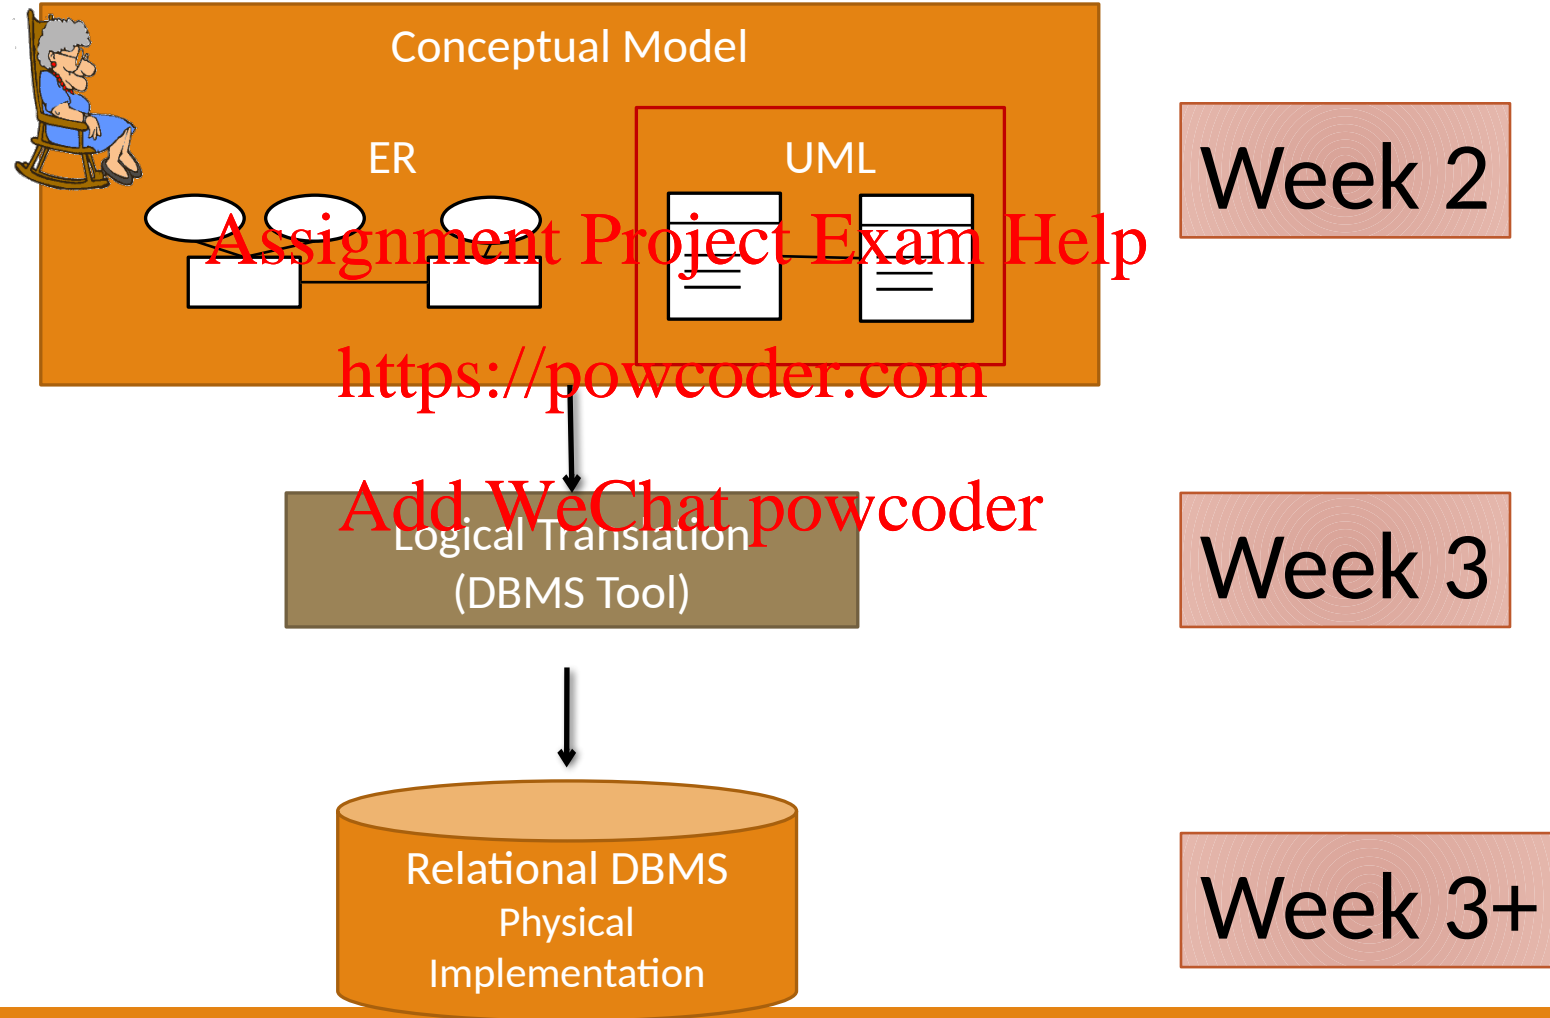 Conceptual Model
ER
UML
Week 2
Assignment Project Exam Help
https://powcoder.com
Add WeChat powcoder
Logical Translation
(DBMS Tool)
Week 3
Relational DBMS
Physical
Implementation
Week 3+